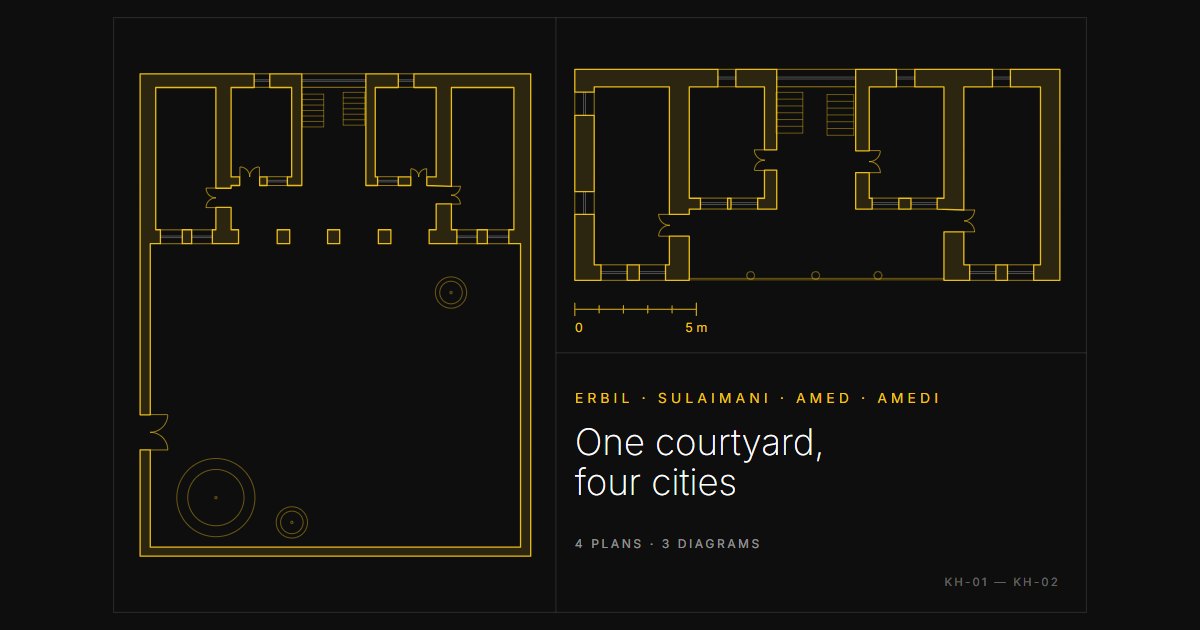 0 5 m
ERBIL · SULAIMANI · AMED · AMEDI
One courtyard,
four cities
4 PLANS · 3 DIAGRAMS
KH-01 — KH-02